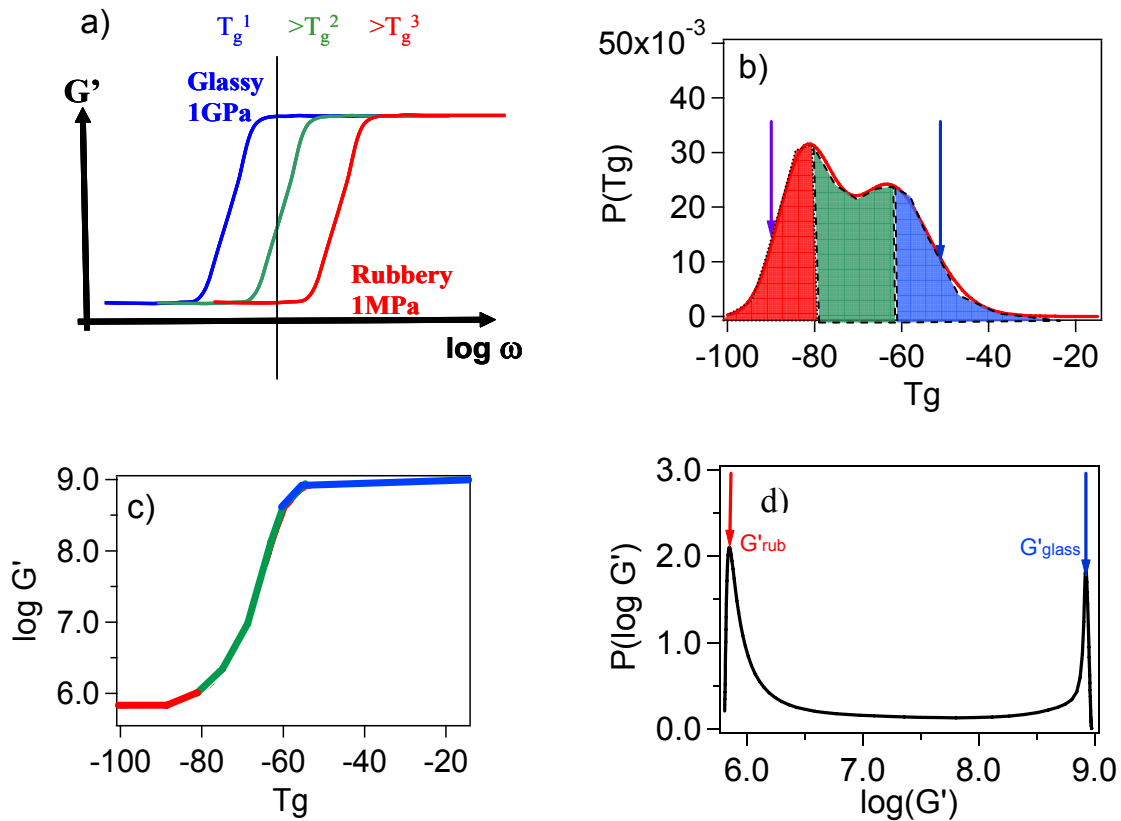 a)
Tg1 >Tg2 >Tg3
G’
Glassy
1GPa
Rubbery
1MPa
log ω
b)
50x10-3
40
30
20
10
0
P(Tg)
-100 -80 -60 -40 -20
Tg
c)
9.0
8.0
7.0
6.0
log G'
-100 -80 -60 -40 -20
Tg
d)
3.0
2.0
1.0
0.0
P(log G')
G'rub
G'glass
6.0 7.0 8.0 9.0
log(G')